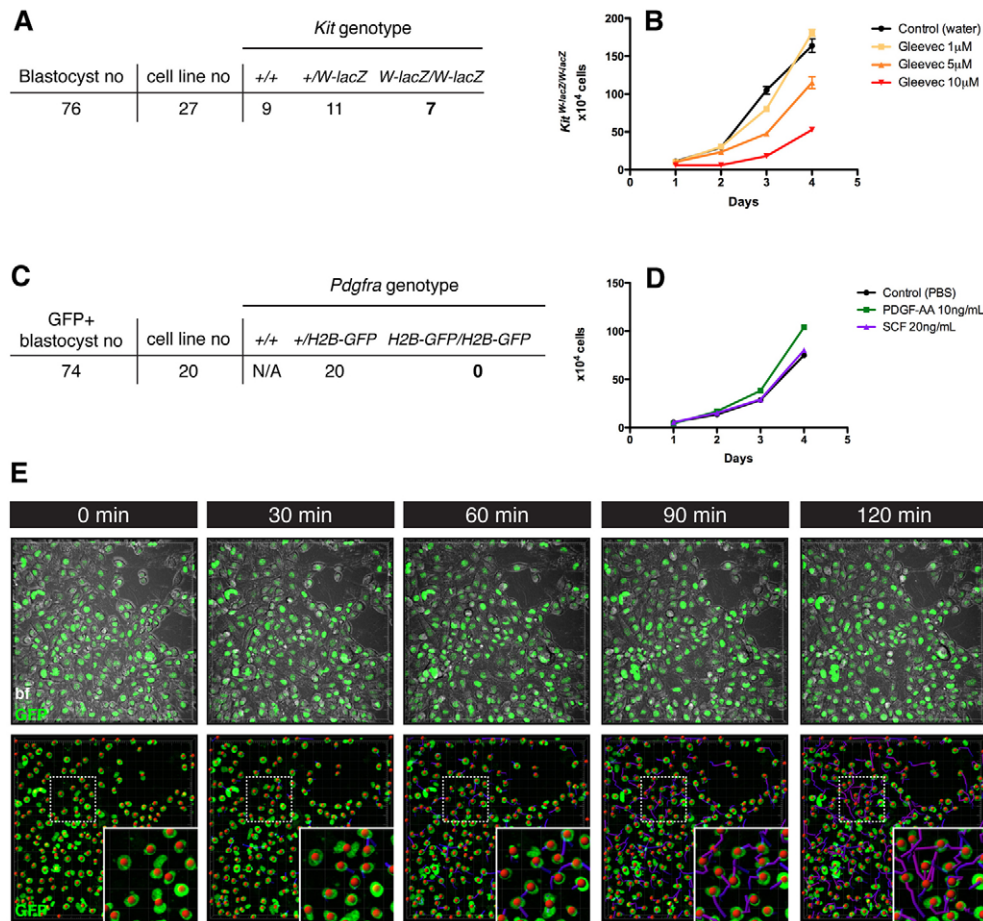 A
Kit genotype
Blastocyst no cell line no +/+ +/W-lacZ W-lacZ/W-lacZ
76 27 9 11 7
B
Kit W-lacZ/W-lacZ
x10⁴ cells
200
150
100
50
0
0 1 2 3 4 5
Days
Control (water)
Gleevec 1µM
Gleevec 5µM
Gleevec 10µM
C
Pdgfra genotype
GFP+
blastocyst no cell line no +/+ +/H2B-GFP H2B-GFP/H2B-GFP
74 20 N/A 20 0
D
x10⁴ cells
150
100
50
0
0 1 2 3 4 5
Days
Control (PBS)
PDGF-AA 10ng/mL
SCF 20ng/mL
E
0 min 30 min 60 min 90 min 120 min
bf
GFP
GFP